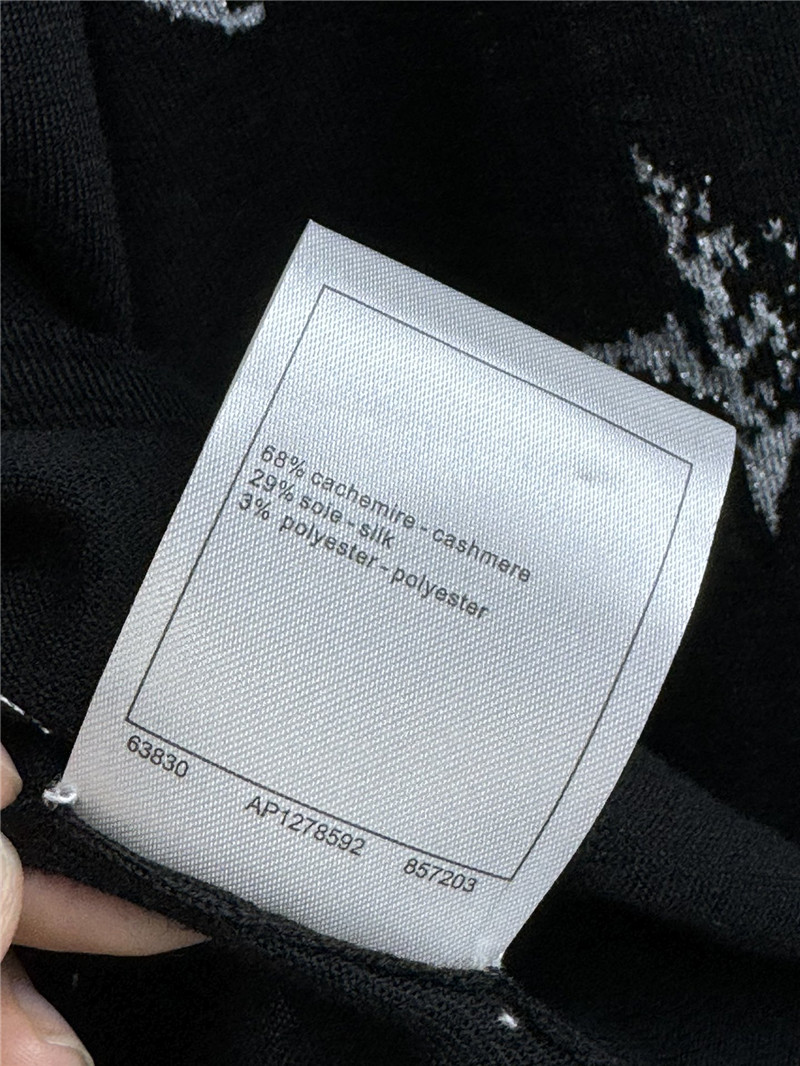 68% cachemire - cashmere
29% soie - silk
3% polyester - polyester
63830 AP1278592 857203